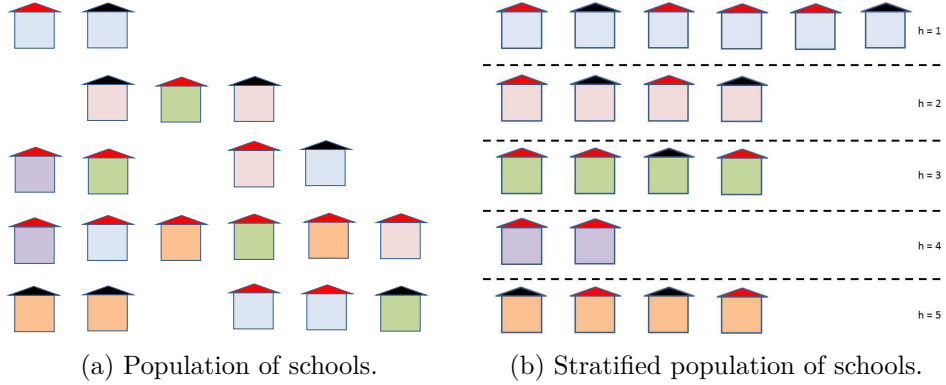 h = 1
h = 2
h = 3
h = 4
h = 5
(a) Population of schools.
(b) Stratified population of schools.